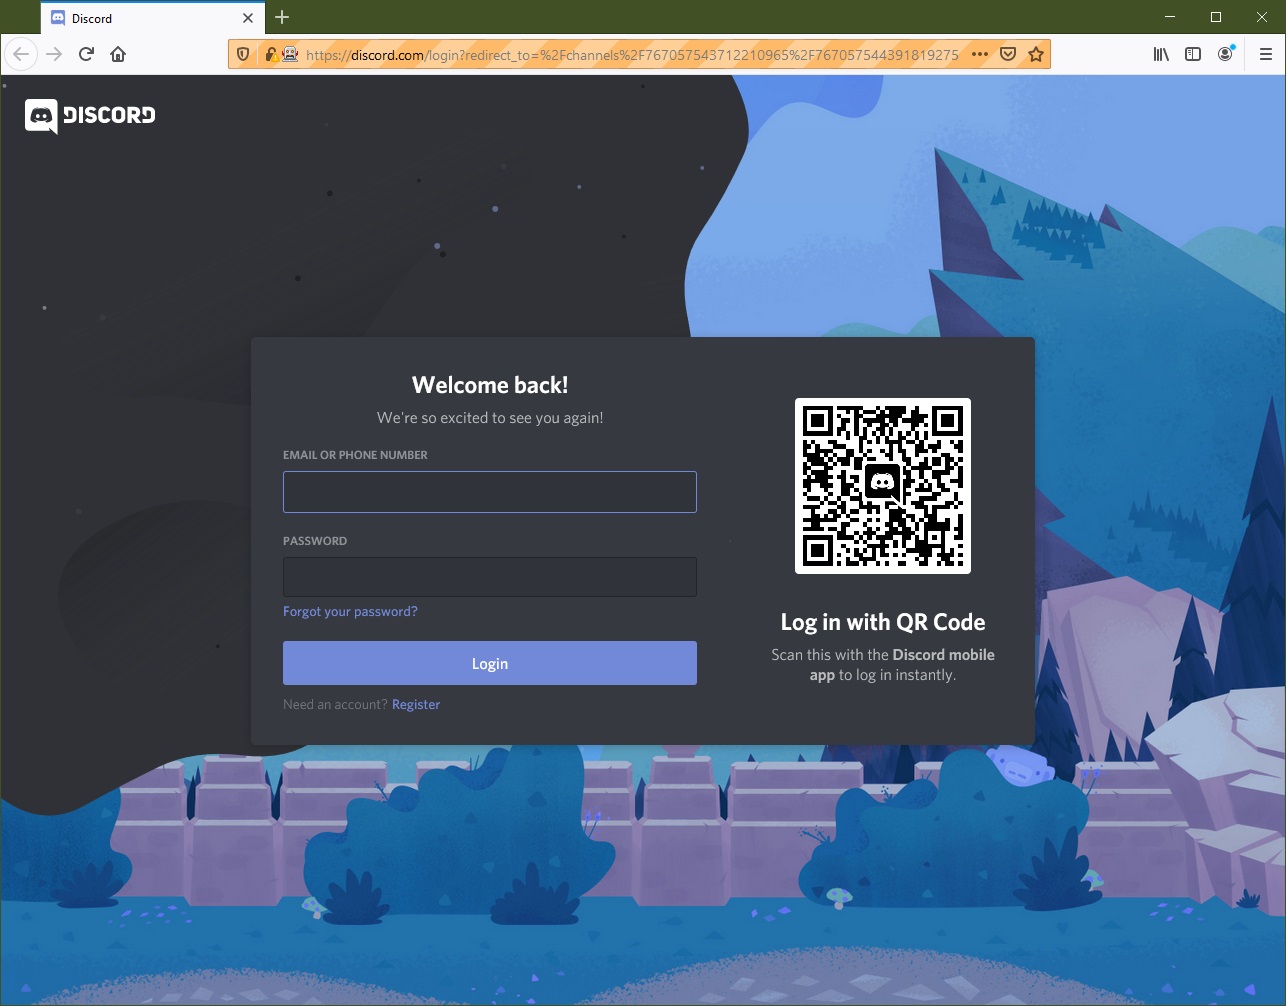 Discord
https://discord.com/login?redirect_to=%2Fchannels%2F767057543712210965%2F767057544391819275
DISCORD
Welcome back!
We're so excited to see you again!
EMAIL OR PHONE NUMBER
PASSWORD
Forgot your password?
Login
Need an account? Register
Log in with QR Code
Scan this with the Discord mobile
app to log in instantly.